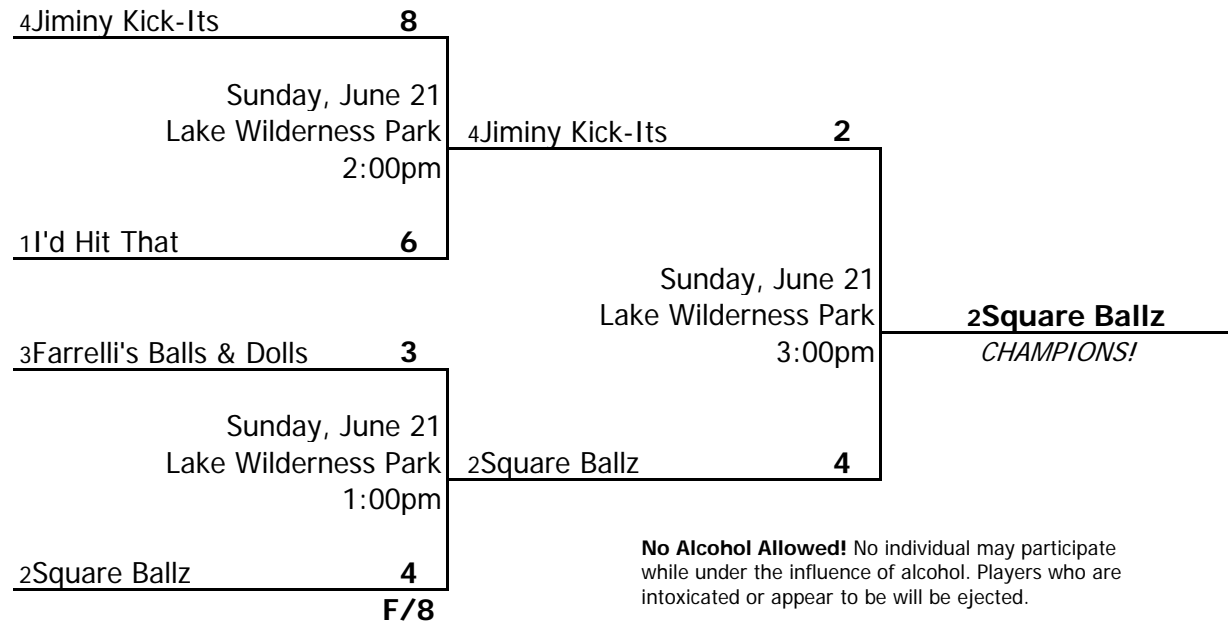 4Jiminy Kick-Its 8
Sunday, June 21
Lake Wilderness Park
2:00pm
1I'd Hit That 6
4Jiminy Kick-Its 2
3Farrelli's Balls & Dolls 3
Sunday, June 21
Lake Wilderness Park
1:00pm
2Square Ballz 4
F/8
Sunday, June 21
Lake Wilderness Park
3:00pm
2Square Ballz 4
2Square Ballz
CHAMPIONS!
No Alcohol Allowed! No individual may participate
while under the influence of alcohol. Players who are
intoxicated or appear to be will be ejected.